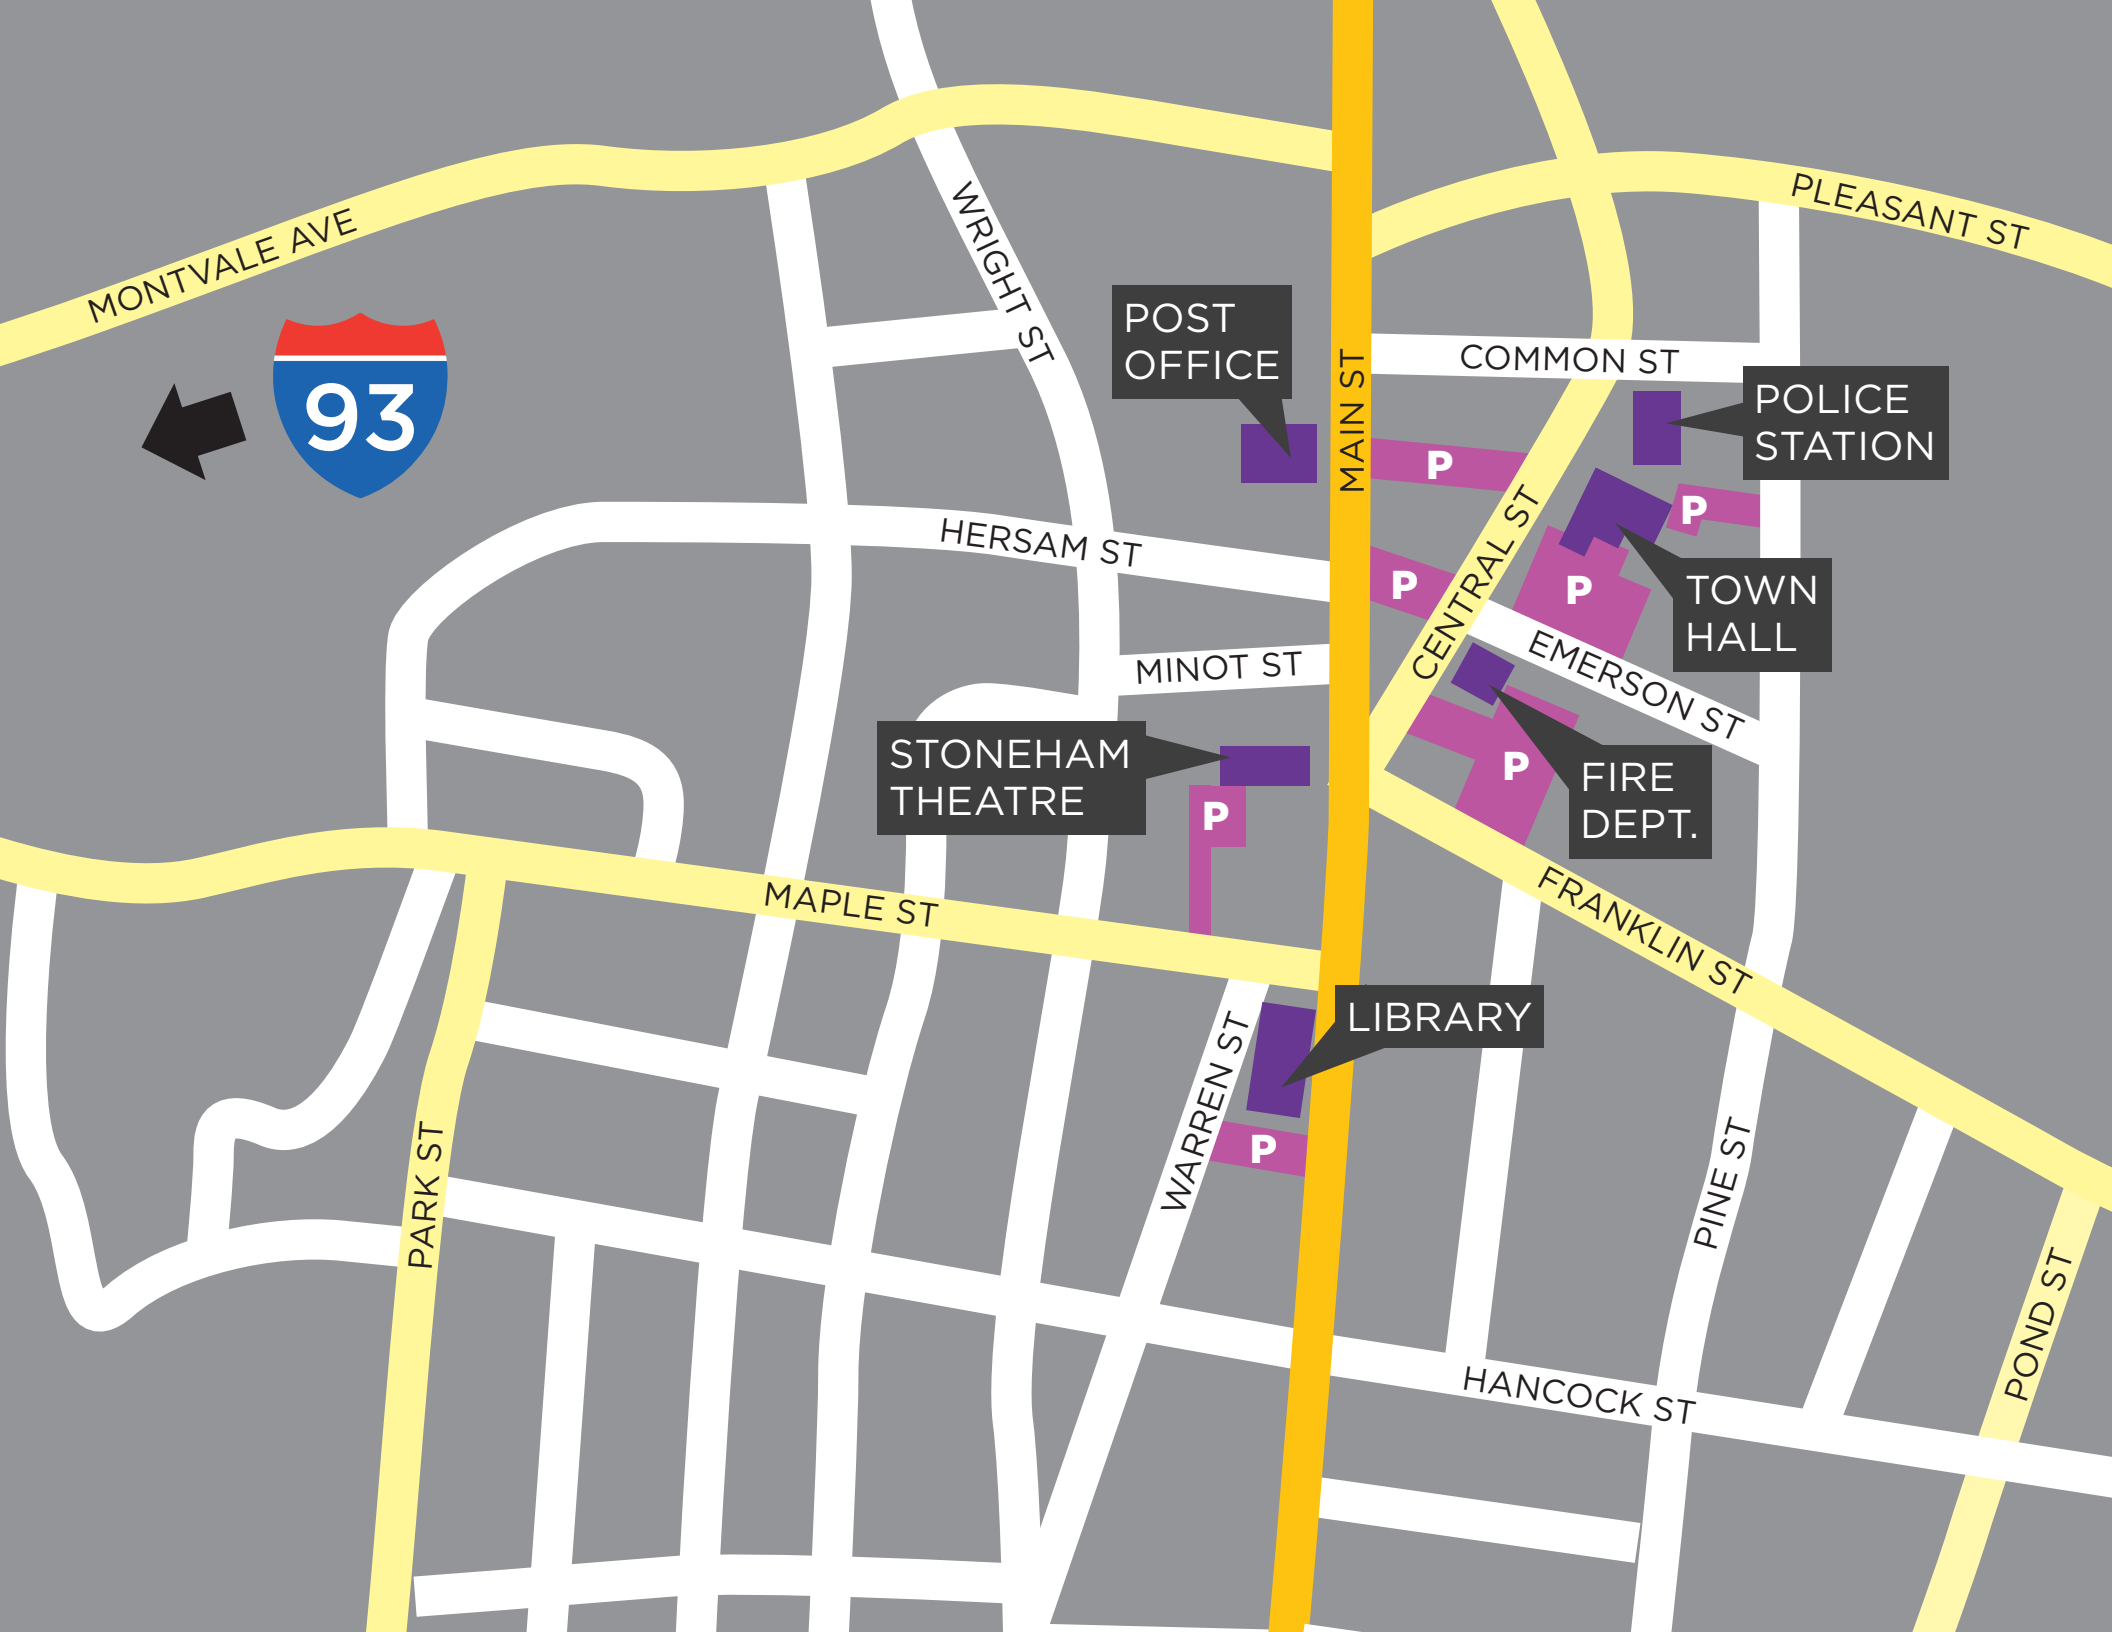 PLEASANT ST
WRIGHT ST
MONTVALE AVE
POST
OFFICE
COMMON ST
MAIN ST
93
POLICE
STATION
P
P
CENTRAL ST
HERSAM ST
P
P
TOWN
HALL
MINOT ST
EMERSON ST
STONEHAM
THEATRE
P
FIRE
DEPT.
P
MAPLE ST
FRANKLIN ST
LIBRARY
WARREN ST
P
PARK ST
PINE ST
POND ST
HANCOCK ST